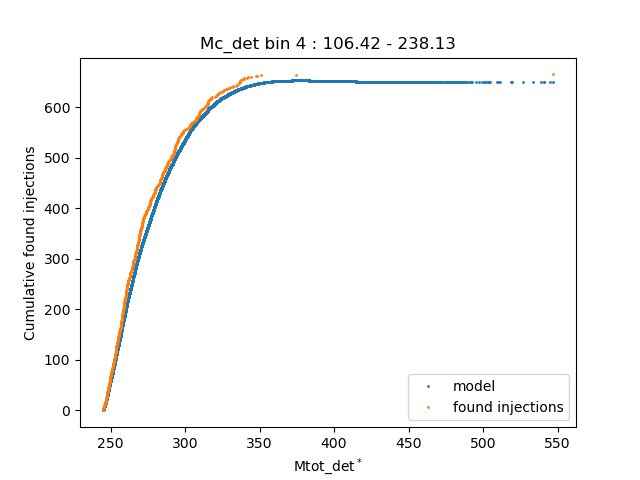 Mc_det bin 4 : 106.42 - 238.13
Cumulative found injections
600
500
400
300
200
100
0
model
found injections
250 300 350 400 450 500 550
Mtot_det*